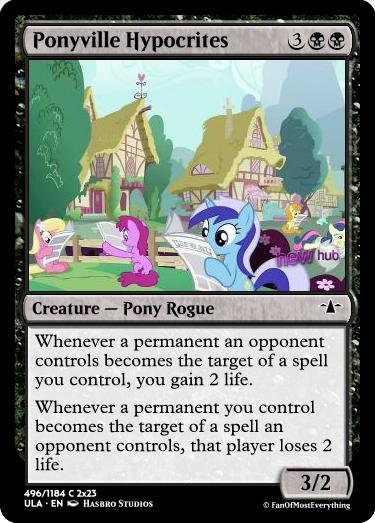 Ponyville Hypocrites 3
new hub
Creature — Pony Rogue
Whenever a permanent an opponent
controls becomes the target of a spell
you control, you gain 2 life.
Whenever a permanent you control
becomes the target of a spell an
opponent controls, that player loses 2
life.
3/2
496/1184 C 2x23
ULA • EN HASBRO STUDIOS
© FanOfMostEverything